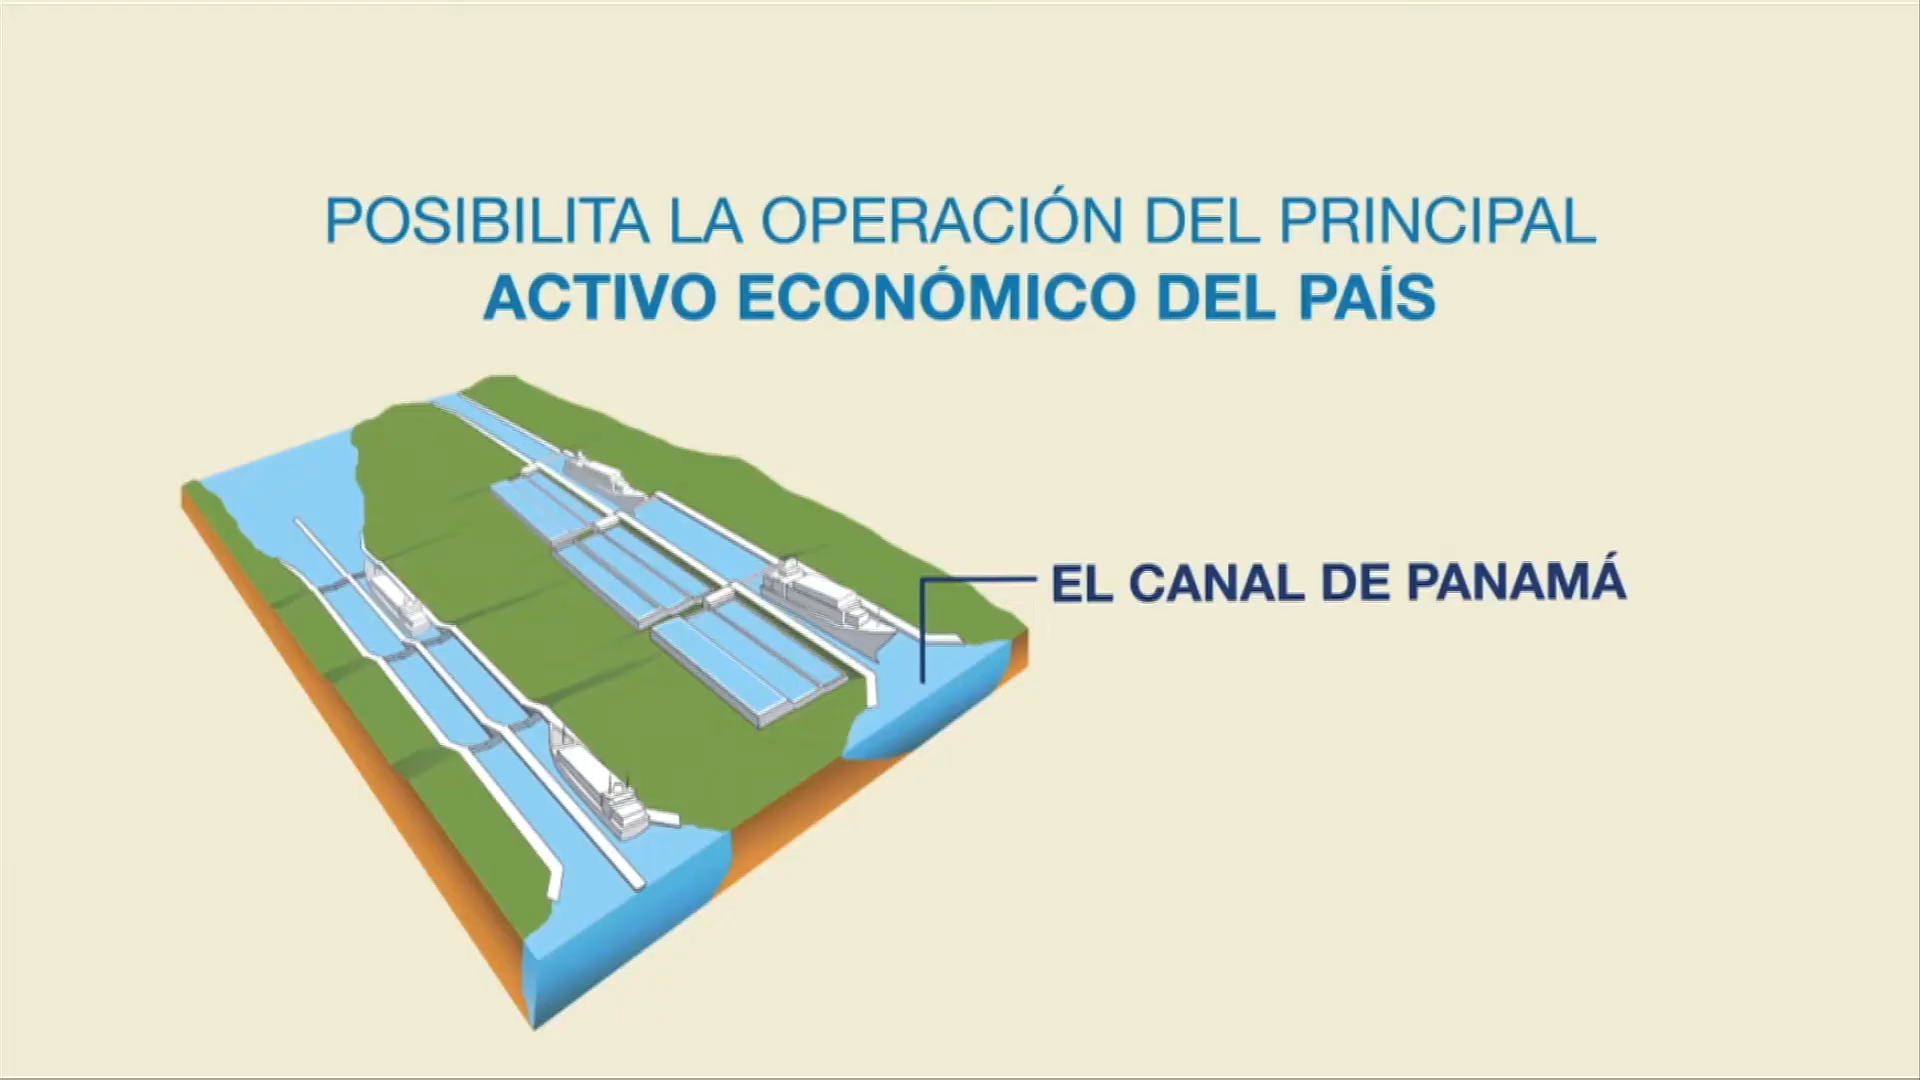 POSIBILITA LA OPERACIÓN DEL PRINCIPAL
ACTIVO ECONÓMICO DEL PAÍS
EL CANAL DE PANAMÁ